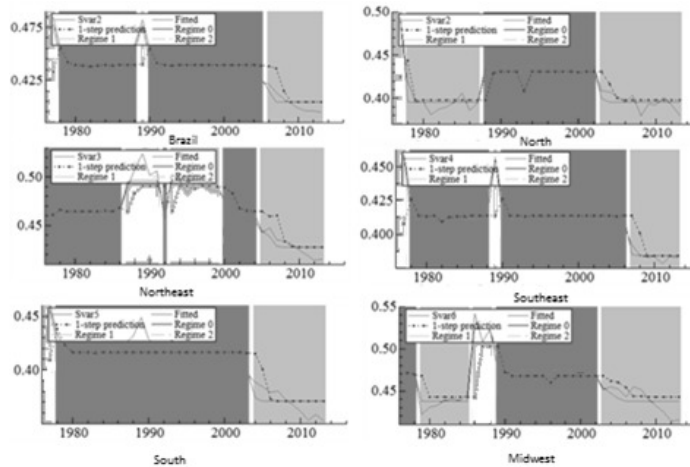 0.475
0.425
Svar2 Fitted
1-step prediction Regime 0
Regime 1 Regime 2
1980 1990 2000 2010
Brazil
0.50
0.45
0.40
Svar2 Fitted
1-step prediction Regime 0
Regime 1 Regime 2
1980 1990 2000 2010
North
0.50
0.45
Svar3 Fitted
1-step prediction Regime 0
Regime 1 Regime 2
1980 1990 2000 2010
Northeast
0.450
0.425
0.400
Svar4 Fitted
1-step prediction Regime 0
Regime 1 Regime 2
1980 1990 2000 2010
Southeast
0.45
0.40
Svar5 Fitted
1-step prediction Regime 0
Regime 1 Regime 2
1980 1990 2000 2010
South
0.55
0.50
0.45
Svar6 Fitted
1-step prediction Regime 0
Regime 1 Regime 2
1980 1990 2000 2010
Midwest